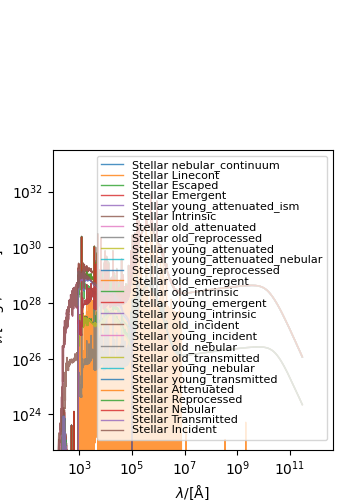 10^32
10^30
10^28
10^26
10^24
Stellar nebular_continuum
Stellar Linecont
Stellar Escaped
Stellar Emergent
Stellar young_attenuated_ism
Stellar Intrinsic
Stellar old_attenuated
Stellar old_reprocessed
Stellar young_attenuated
Stellar young_attenuated_nebular
Stellar young_reprocessed
Stellar old_emergent
Stellar old_intrinsic
Stellar young_emergent
Stellar young_intrinsic
Stellar old_incident
Stellar young_incident
Stellar old_nebular
Stellar old_transmitted
Stellar young_nebular
Stellar young_transmitted
Stellar Attenuated
Stellar Reprocessed
Stellar Nebular
Stellar Transmitted
Stellar Incident
10^3 10^5 10^7 10^9 10^11
λ/[Å]